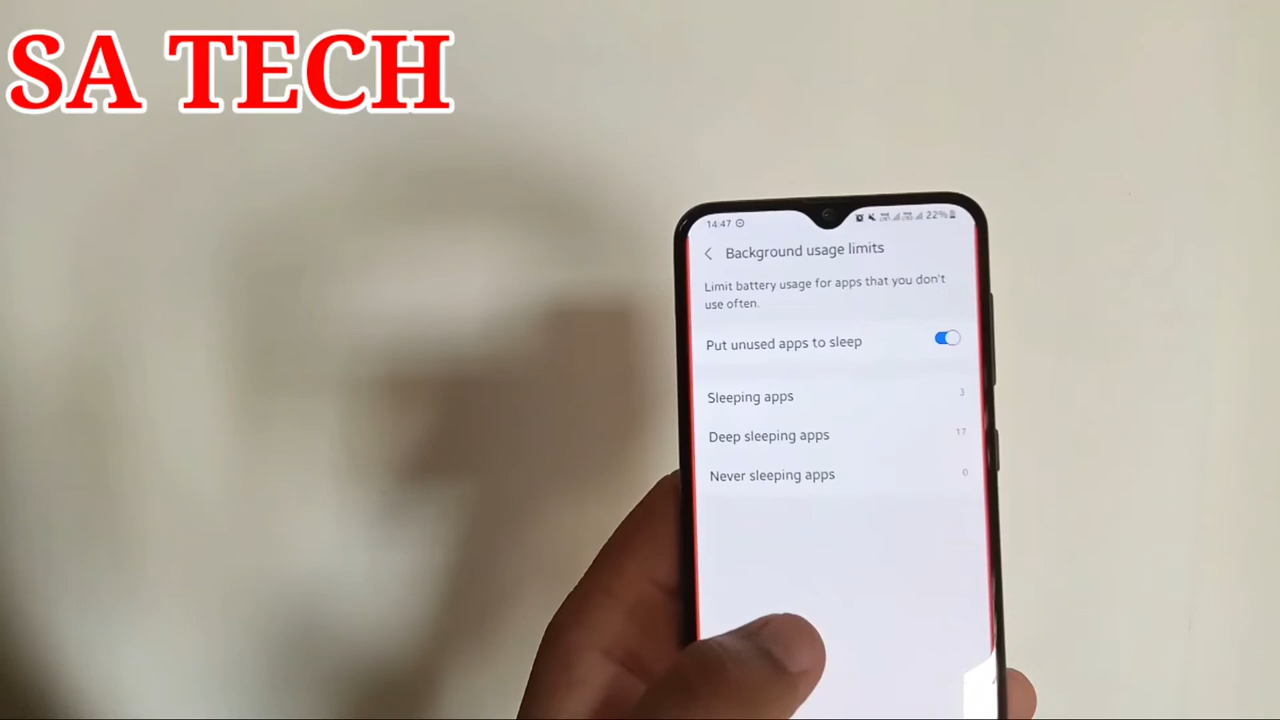 SA TECH
14:47
22%
Background usage limits
Limit battery usage for apps that you don't
use often.
Put unused apps to sleep
Sleeping apps 3
Deep sleeping apps 17
Never sleeping apps 0